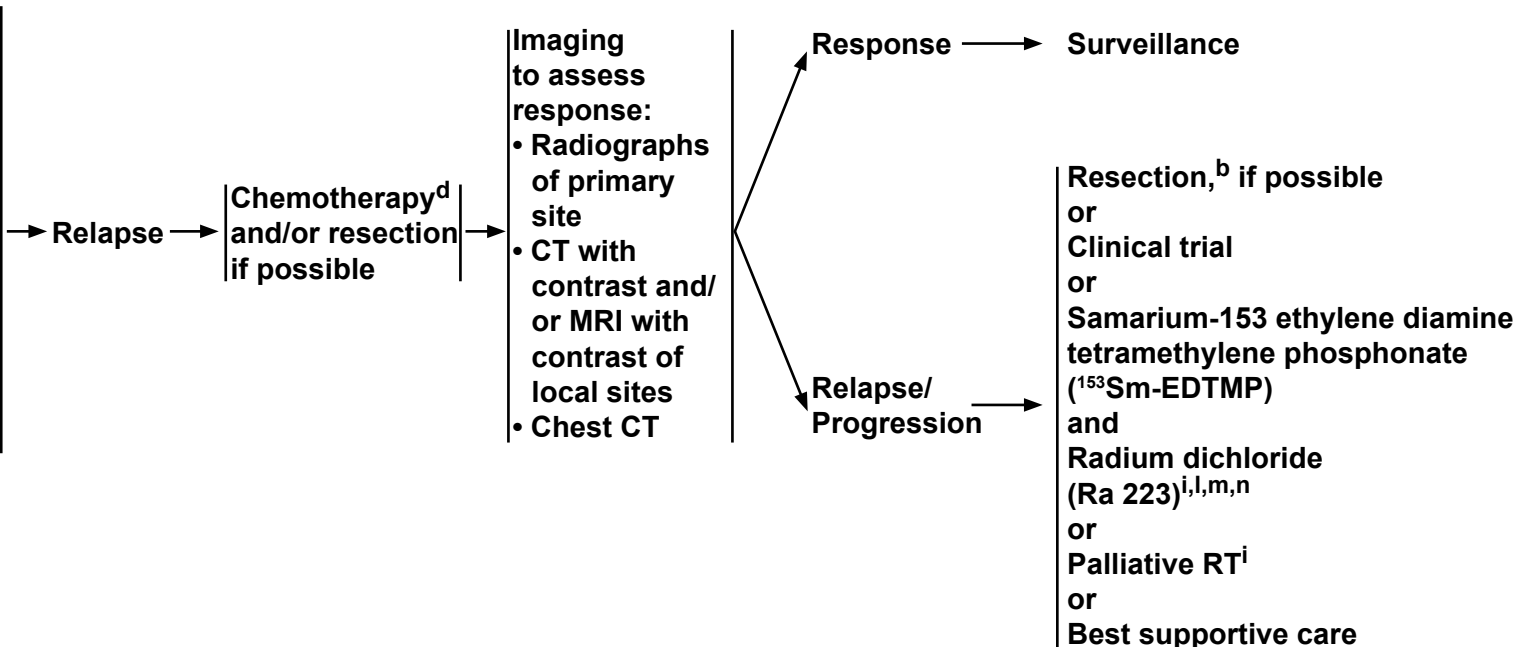 Relapse
Chemotherapyᵈ
and/or resection
if possible
Imaging
to assess
response:
• Radiographs
of primary
site
• CT with
contrast and/
or MRI with
contrast of
local sites
• Chest CT
Response
Surveillance
Relapse/
Progression
Resection,ᵇ if possible
or
Clinical trial
or
Samarium-153 ethylene diamine
tetramethylene phosphonate
(¹⁵³Sm-EDTMP)
and
Radium dichloride
(Ra 223)ⁱ,ˡ,ᵐ,ⁿ
or
Palliative RTⁱ
or
Best supportive care